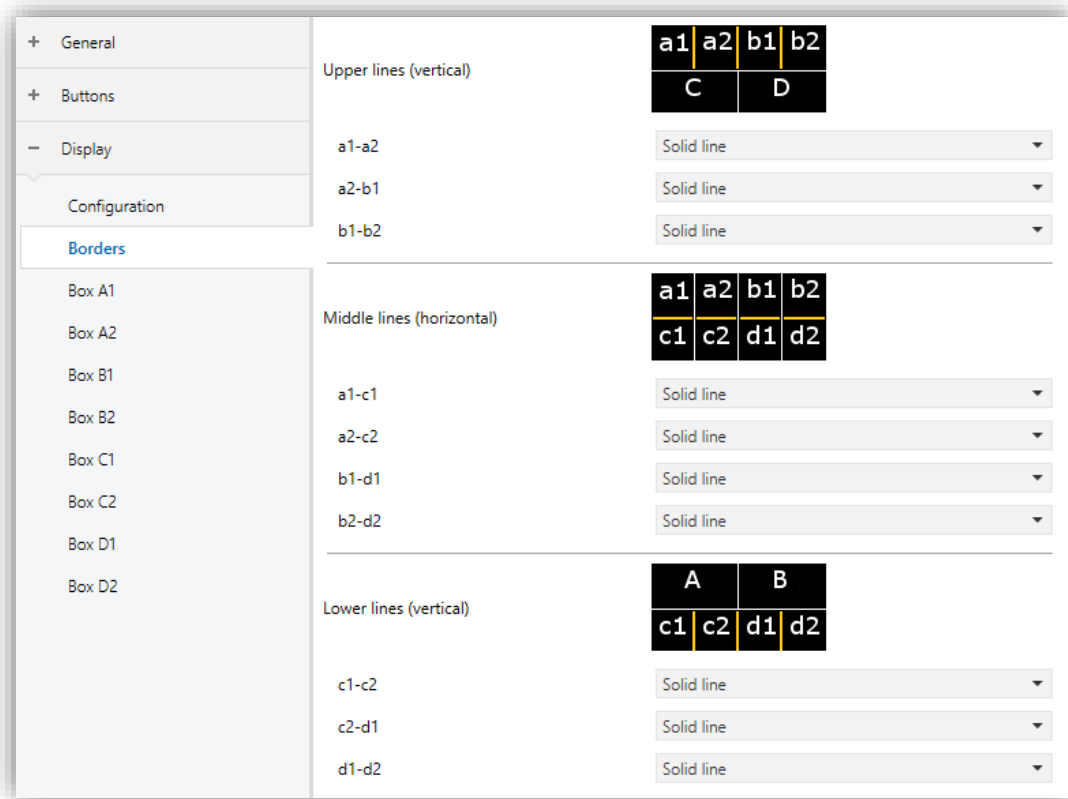 + General
+ Buttons
− Display
Configuration
Borders
Box A1
Box A2
Box B1
Box B2
Box C1
Box C2
Box D1
Box D2
Upper lines (vertical)
a1 a2 b1 b2
C D
a1-a2 Solid line
a2-b1 Solid line
b1-b2 Solid line
Middle lines (horizontal)
a1 a2 b1 b2
c1 c2 d1 d2
a1-c1 Solid line
a2-c2 Solid line
b1-d1 Solid line
b2-d2 Solid line
Lower lines (vertical)
A B
c1 c2 d1 d2
c1-c2 Solid line
c2-d1 Solid line
d1-d2 Solid line